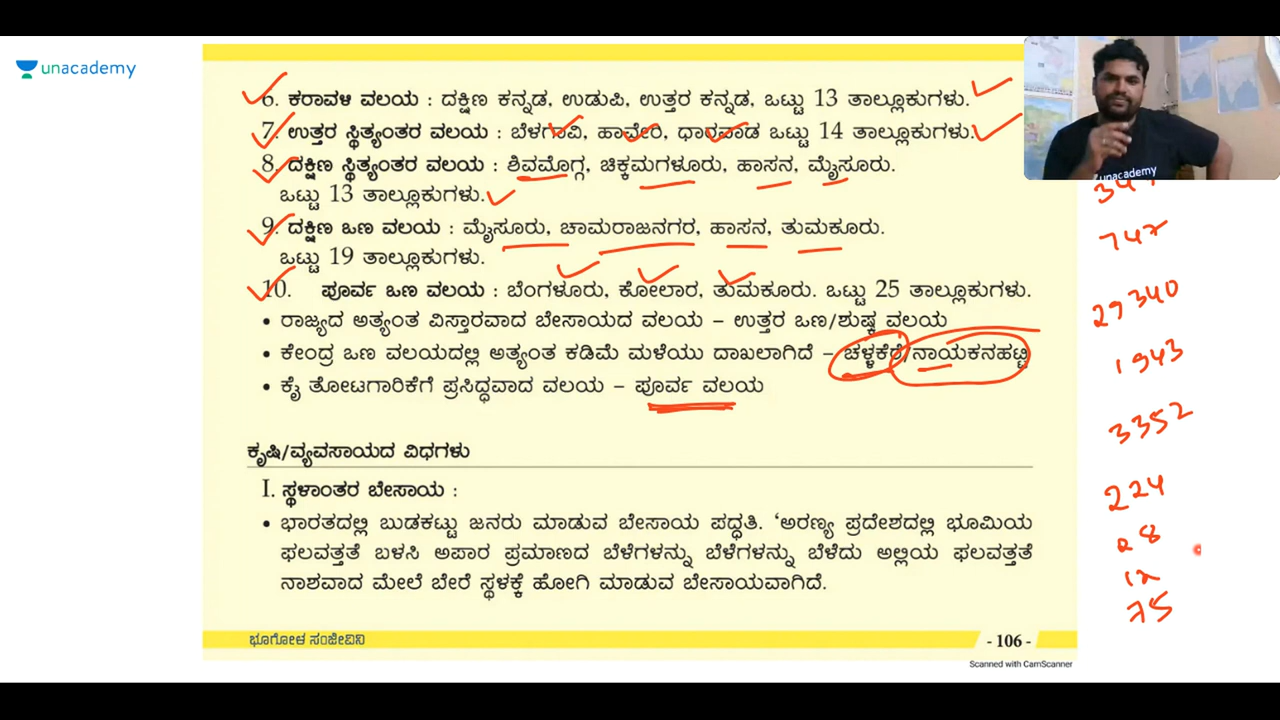 unacademy
6. ಕರಾವಳಿ ವಲಯ : ದಕ್ಷಿಣ ಕನ್ನಡ, ಉಡುಪಿ, ಉತ್ತರ ಕನ್ನಡ, ಒಟ್ಟು 13 ತಾಲ್ಲೂಕುಗಳು.
7. ಉತ್ತರ ಸ್ಥಿತ್ಯಂತರ ವಲಯ : ಬೆಳಗಾವಿ, ಹಾವೇರಿ, ಧಾರವಾಡ ಒಟ್ಟು 14 ತಾಲ್ಲೂಕುಗಳು.
8. ದಕ್ಷಿಣ ಸ್ಥಿತ್ಯಂತರ ವಲಯ : ಶಿವಮೊಗ್ಗ, ಚಿಕ್ಕಮಗಳೂರು, ಹಾಸನ, ಮೈಸೂರು.
ಒಟ್ಟು 13 ತಾಲ್ಲೂಕುಗಳು.
9. ದಕ್ಷಿಣ ಒಣ ವಲಯ : ಮೈಸೂರು, ಚಾಮರಾಜನಗರ, ಹಾಸನ, ತುಮಕೂರು.
ಒಟ್ಟು 19 ತಾಲ್ಲೂಕುಗಳು.
10. ಪೂರ್ವ ಒಣ ವಲಯ : ಬೆಂಗಳೂರು, ಕೋಲಾರ, ತುಮಕೂರು. ಒಟ್ಟು 25 ತಾಲ್ಲೂಕುಗಳು.
• ರಾಜ್ಯದ ಅತ್ಯಂತ ವಿಸ್ತಾರವಾದ ಬೇಸಾಯದ ವಲಯ – ಉತ್ತರ ಒಣ/ಶುಷ್ಕ ವಲಯ
• ಕೇಂದ್ರ ಒಣ ವಲಯದಲ್ಲಿ ಅತ್ಯಂತ ಕಡಿಮೆ ಮಳೆಯು ದಾಖಲಾಗಿದೆ – ಚಳ್ಳಕೆರೆ/ನಾಯಕನಹಟ್ಟಿ
• ಕೈ ತೋಟಗಾರಿಕೆಗೆ ಪ್ರಸಿದ್ಧವಾದ ವಲಯ – ಪೂರ್ವ ವಲಯ
ಕೃಷಿ/ವ್ಯವಸಾಯದ ವಿಧಗಳು
I. ಸ್ಥಳಾಂತರ ಬೇಸಾಯ :
• ಭಾರತದಲ್ಲಿ ಬುಡಕಟ್ಟು ಜನರು ಮಾಡುವ ಬೇಸಾಯ ಪದ್ಧತಿ. 'ಅರಣ್ಯ ಪ್ರದೇಶದಲ್ಲಿ ಭೂಮಿಯ
ಫಲವತ್ತತೆ ಬಳಸಿ ಅಪಾರ ಪ್ರಮಾಣದ ಬೆಳೆಗಳನ್ನು ಬೆಳೆಗಳನ್ನು ಬೆಳೆದು ಅಲ್ಲಿಯ ಫಲವತ್ತತೆ
ನಾಶವಾದ ಮೇಲೆ ಬೇರೆ ಸ್ಥಳಕ್ಕೆ ಹೋಗಿ ಮಾಡುವ ಬೇಸಾಯವಾಗಿದೆ.
ಭೂಗೋಳ ಸಂಜೀವಿನಿ
- 106 -
Scanned with CamScanner
unacademy
747
29340
1943
3352
224
28
12
75